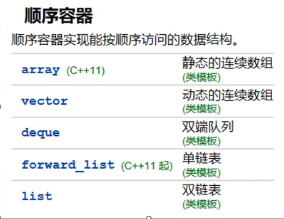 顺序容器
顺序容器实现能按顺序访问的数据结构。
array (C++11) 静态的连续数组
(类模板)
vector 动态的连续数组
(类模板)
deque 双端队列
(类模板)
forward_list (C++11 起) 单链表
(类模板)
list 双链表
(类模板)